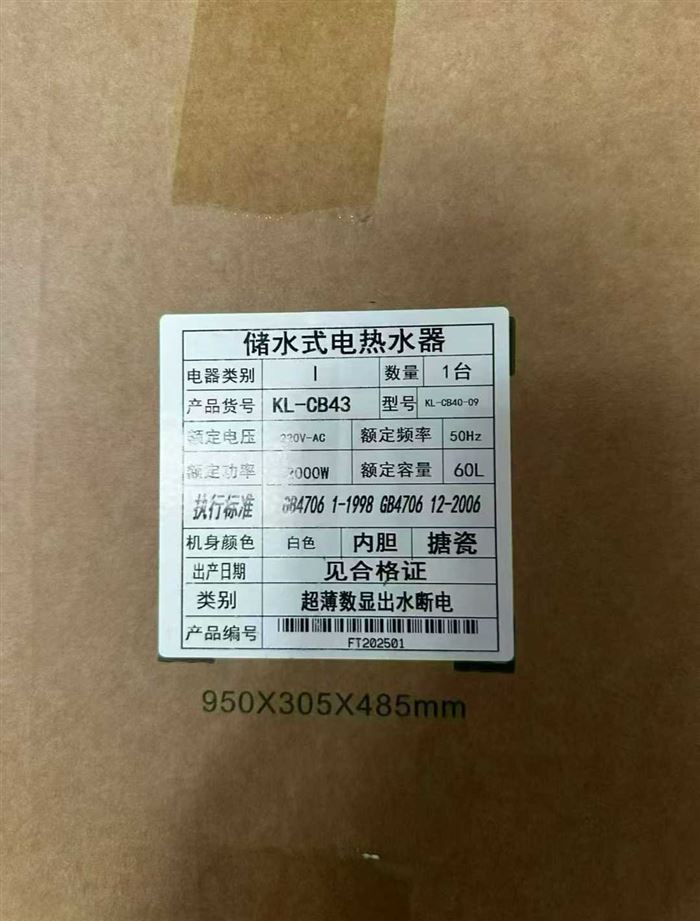 储水式电热水器
电器类别 I 数量 1台
产品货号 KL-CB43 型号 KL-CB40-09
额定电压 220V-AC 额定频率 50Hz
额定功率 2000W 额定容量 60L
执行标准 GB4706 1-1998 GB4706 12-2006
机身颜色 白色 内胆 搪瓷
出产日期 见合格证
类别 超薄数显出水断电
产品编号
FT202501
950X305X485mm